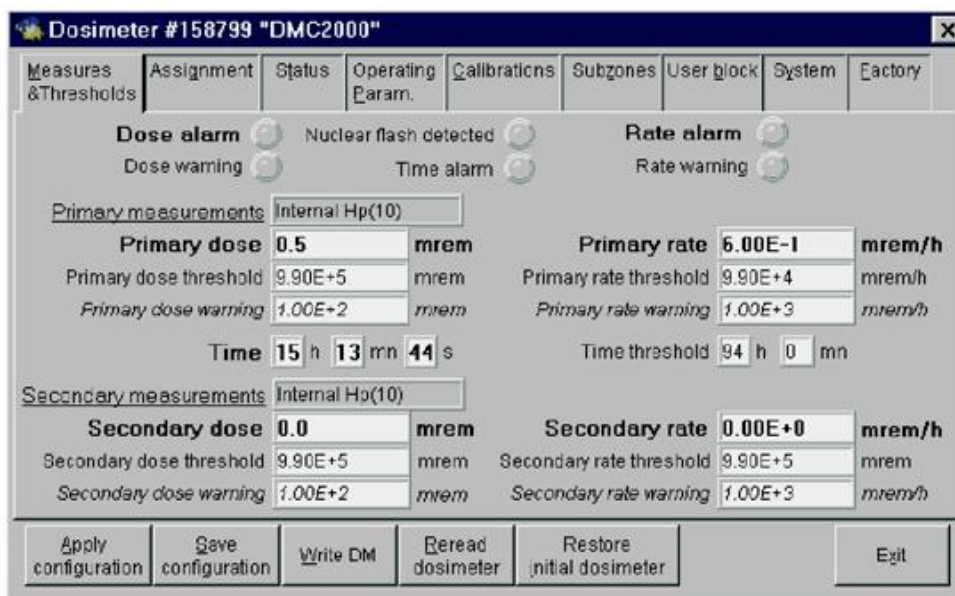 Dosimeter #158799 "DMC2000"
Measures &Thresholds Assignment Status Operating Param. Calibrations Subzones User block System Factory
Dose alarm Nuclear flash detected Rate alarm
Dose warning Time alarm Rate warning
Primary measurements Internal Hp(10)
Primary dose 0.5 mrem Primary rate 6.00E-1 mrem/h
Primary dose threshold 9.90E+5 mrem Primary rate threshold 9.90E+4 mrem/h
Primary dose warning 1.00E+2 mrem Primary rate warning 1.00E+3 mrem/h
Time 15 h 13 mn 44 s Time threshold 94 h 0 mn
Secondary measurements Internal Hp(10)
Secondary dose 0.0 mrem Secondary rate 0.00E+0 mrem/h
Secondary dose threshold 9.90E+5 mrem Secondary rate threshold 9.90E+5 mrem
Secondary dose warning 1.00E+2 mrem Secondary rate warning 1.00E+3 mrem/h
Apply configuration Save configuration Write DM Reread dosimeter Restore initial dosimeter Exit